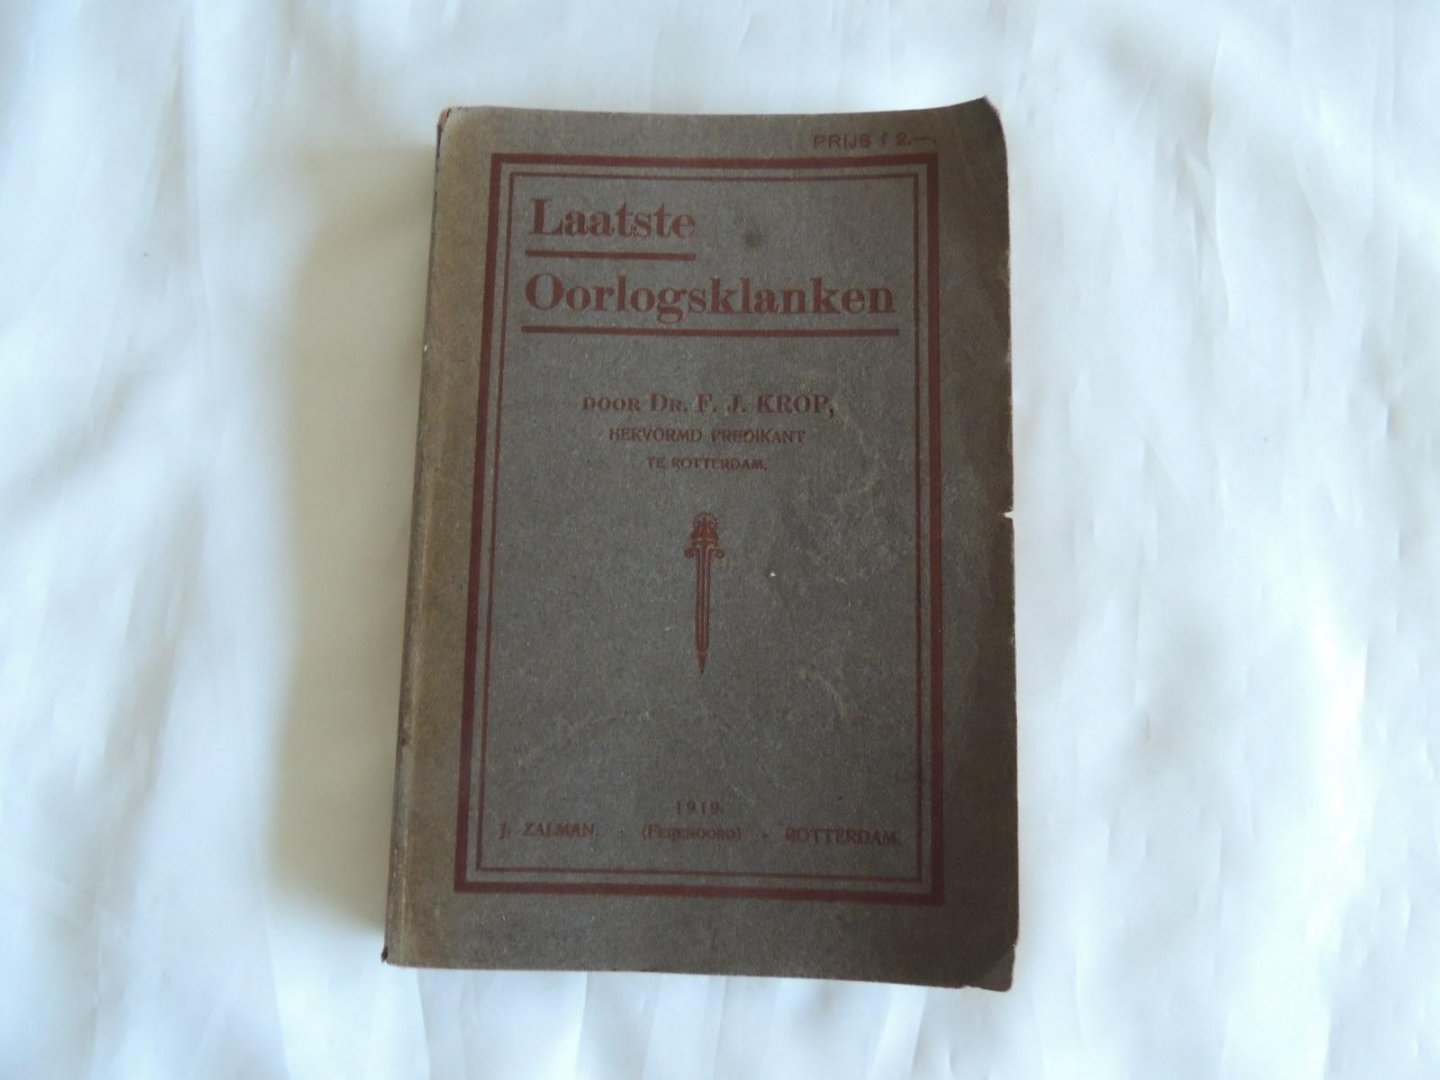 PRIJS f 2.—
Laatste
Oorlogsklanken
DOOR DR. F. J. KROP,
HERVORMD PREDIKANT
TE ROTTERDAM.
1919.
J. ZALMAN. - (FEIJENOORD) - ROTTERDAM.